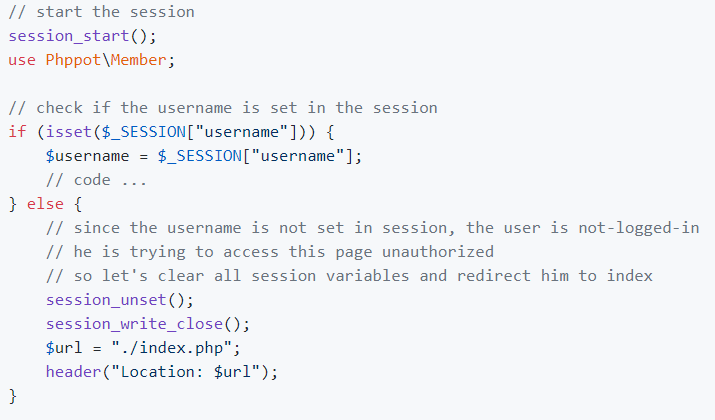 // start the session
session_start();
use Phppot\Member;

// check if the username is set in the session
if (isset($_SESSION["username"])) {
    $username = $_SESSION["username"];
    // code ...
} else {
    // since the username is not set in session, the user is not-logged-in
    // he is trying to access this page unauthorized
    // so let's clear all session variables and redirect him to index
    session_unset();
    session_write_close();
    $url = "./index.php";
    header("Location: $url");
}